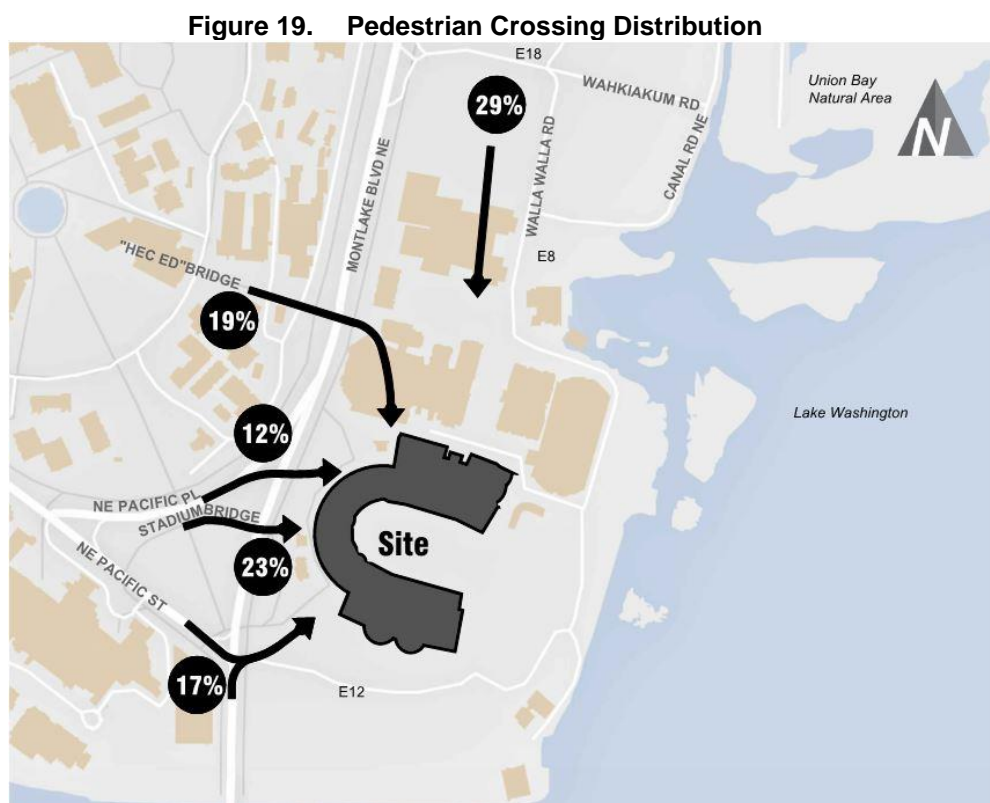 Figure 19. Pedestrian Crossing Distribution
E18
WAHKIAKUM RD
Union Bay
Natural Area
N
29%
MONTLAKE BLVD NE
WALLA WALLA RD
CANAL RD NE
"HEC ED"BRIDGE
E8
19%
12%
Lake Washington
NE PACIFIC PL
STADIUMBRIDGE
Site
NE PACIFIC ST
23%
17%
E12